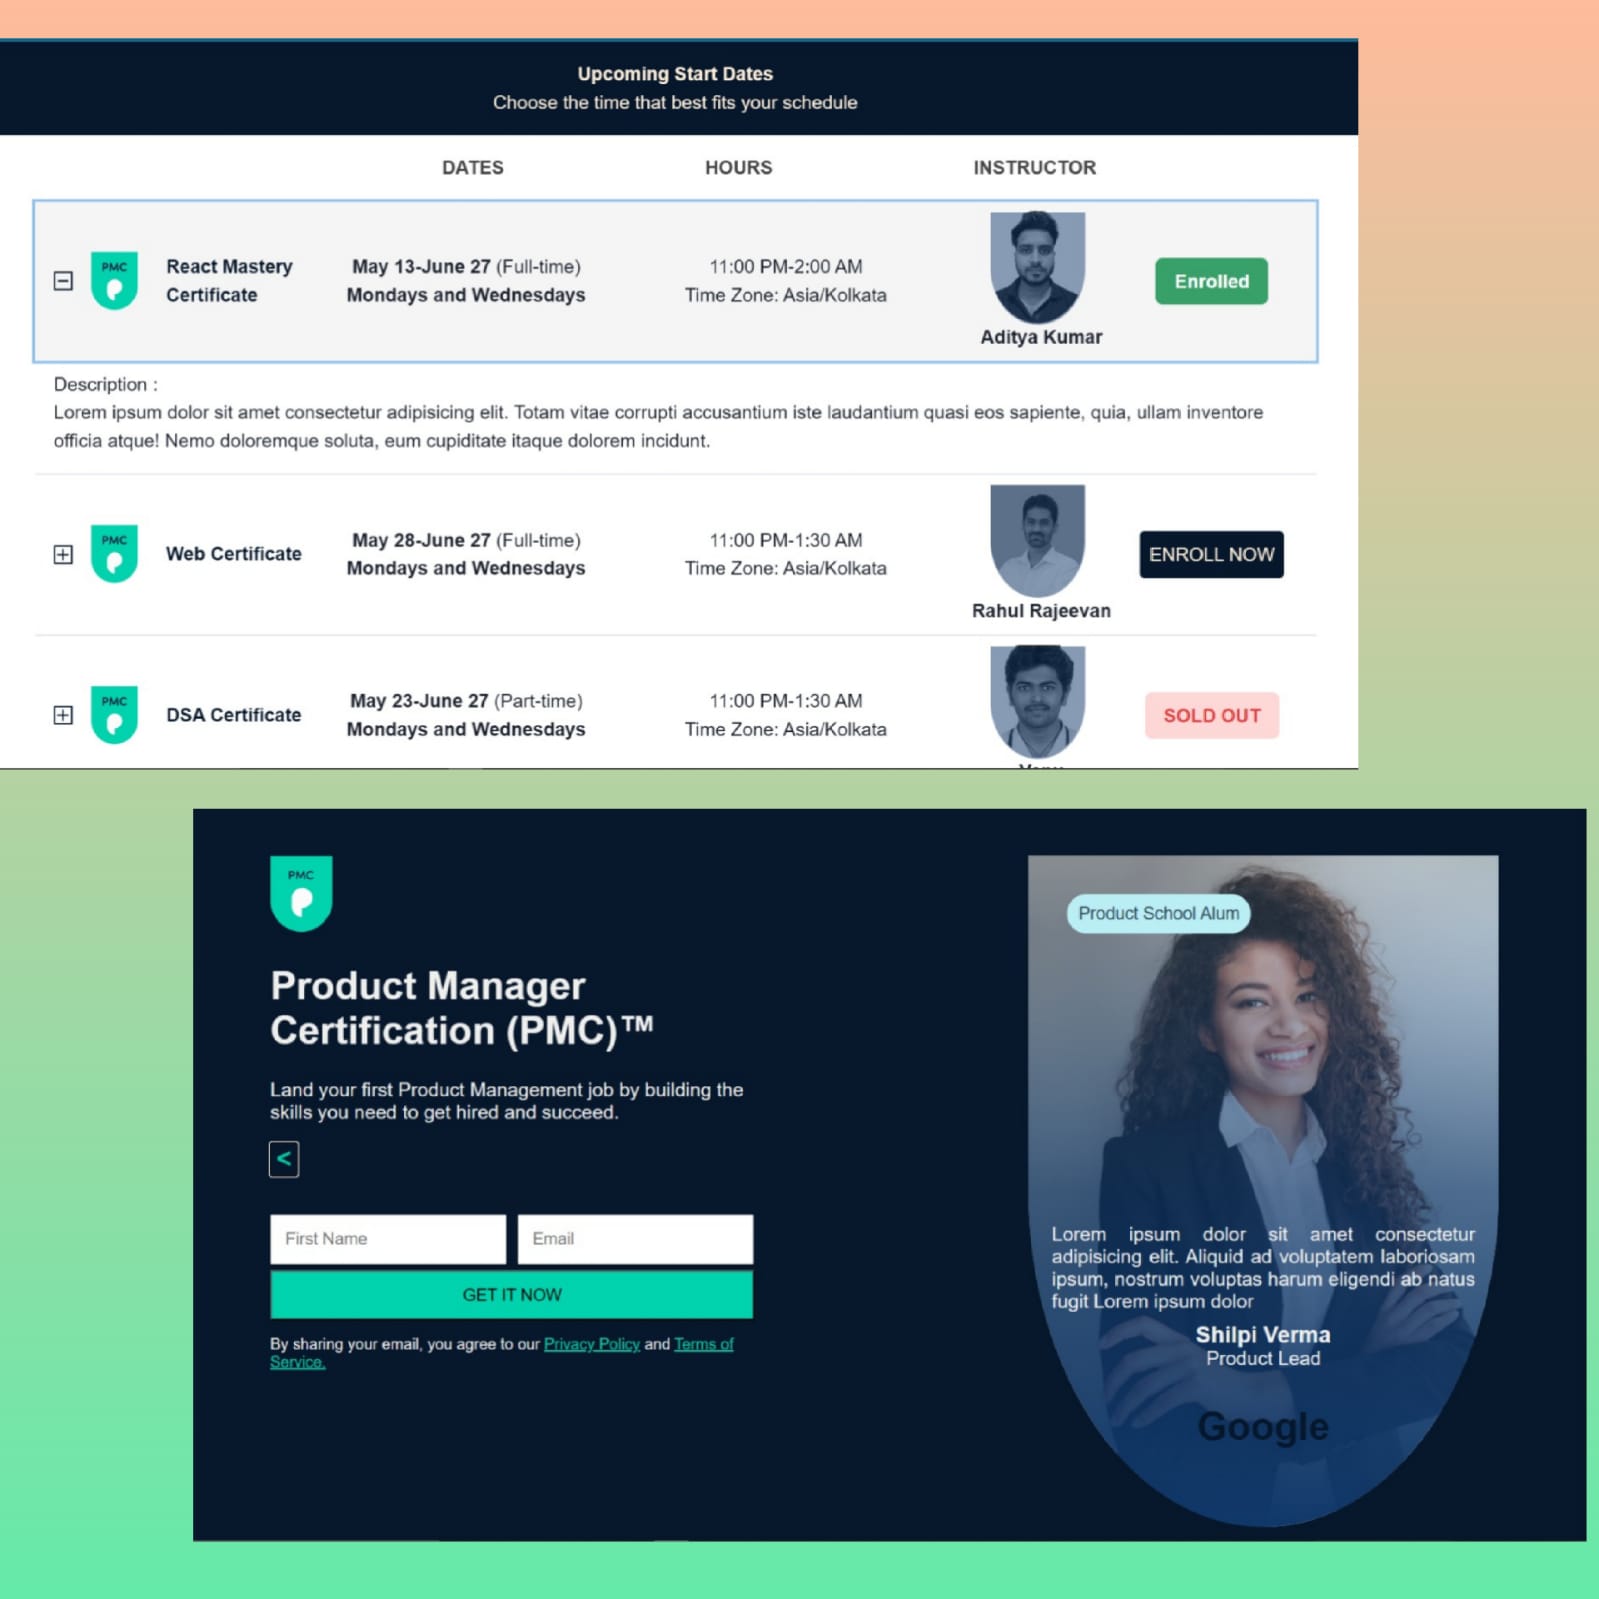 Upcoming Start Dates
Choose the time that best fits your schedule
DATES HOURS INSTRUCTOR
PMC
React Mastery
Certificate
May 13-June 27 (Full-time)
Mondays and Wednesdays
11:00 PM-2:00 AM
Time Zone: Asia/Kolkata
Aditya Kumar
Enrolled
Description :
Lorem ipsum dolor sit amet consectetur adipisicing elit. Totam vitae corrupti accusantium iste laudantium quasi eos sapiente, quia, ullam inventore
officia atque! Nemo doloremque soluta, eum cupiditate itaque dolorem incidunt.
PMC
Web Certificate
May 28-June 27 (Full-time)
Mondays and Wednesdays
11:00 PM-1:30 AM
Time Zone: Asia/Kolkata
Rahul Rajeevan
ENROLL NOW
PMC
DSA Certificate
May 23-June 27 (Part-time)
Mondays and Wednesdays
11:00 PM-1:30 AM
Time Zone: Asia/Kolkata
SOLD OUT
PMC
Product Manager
Certification (PMC)™
Land your first Product Management job by building the
skills you need to get hired and succeed.
<
First Name
Email
GET IT NOW
By sharing your email, you agree to our Privacy Policy and Terms of
Service.
Product School Alum
Lorem ipsum dolor sit amet consectetur
adipisicing elit. Aliquid ad voluptatem laboriosam
ipsum, nostrum voluptas harum eligendi ab natus
fugit Lorem ipsum dolor
Shilpi Verma
Product Lead
Google